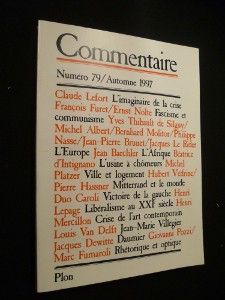 Commentaire
Numéro 79/Automne 1997
Claude Lefort L'imaginaire de la crise
François Furet/Ernst Nolte Fascisme et
communisme Yves Thibault de Silguy/
Michel Albert/Bernhard Molitor/Philippe
Nasse/Jean-Pierre Brunet/Jacques Le Rider
L'Europe Jean Baechler L'Afrique Béatrice
d'Intignano L'usine à chômeurs Michel
Platzer Ville et logement Hubert Védrine/
Pierre Hassner Mitterrand et le monde
Duo Caroli Victoire de la gauche Henri
Lepage Libéralisme au XXIe siècle Henri
Mercillon Crise de l'art contemporain
Louis Van Delft Jean-Marie Villégier
Jacques Dewitte Daumier Giovanni Pozzi/
Marc Fumaroli Rhétorique et optique
Plon